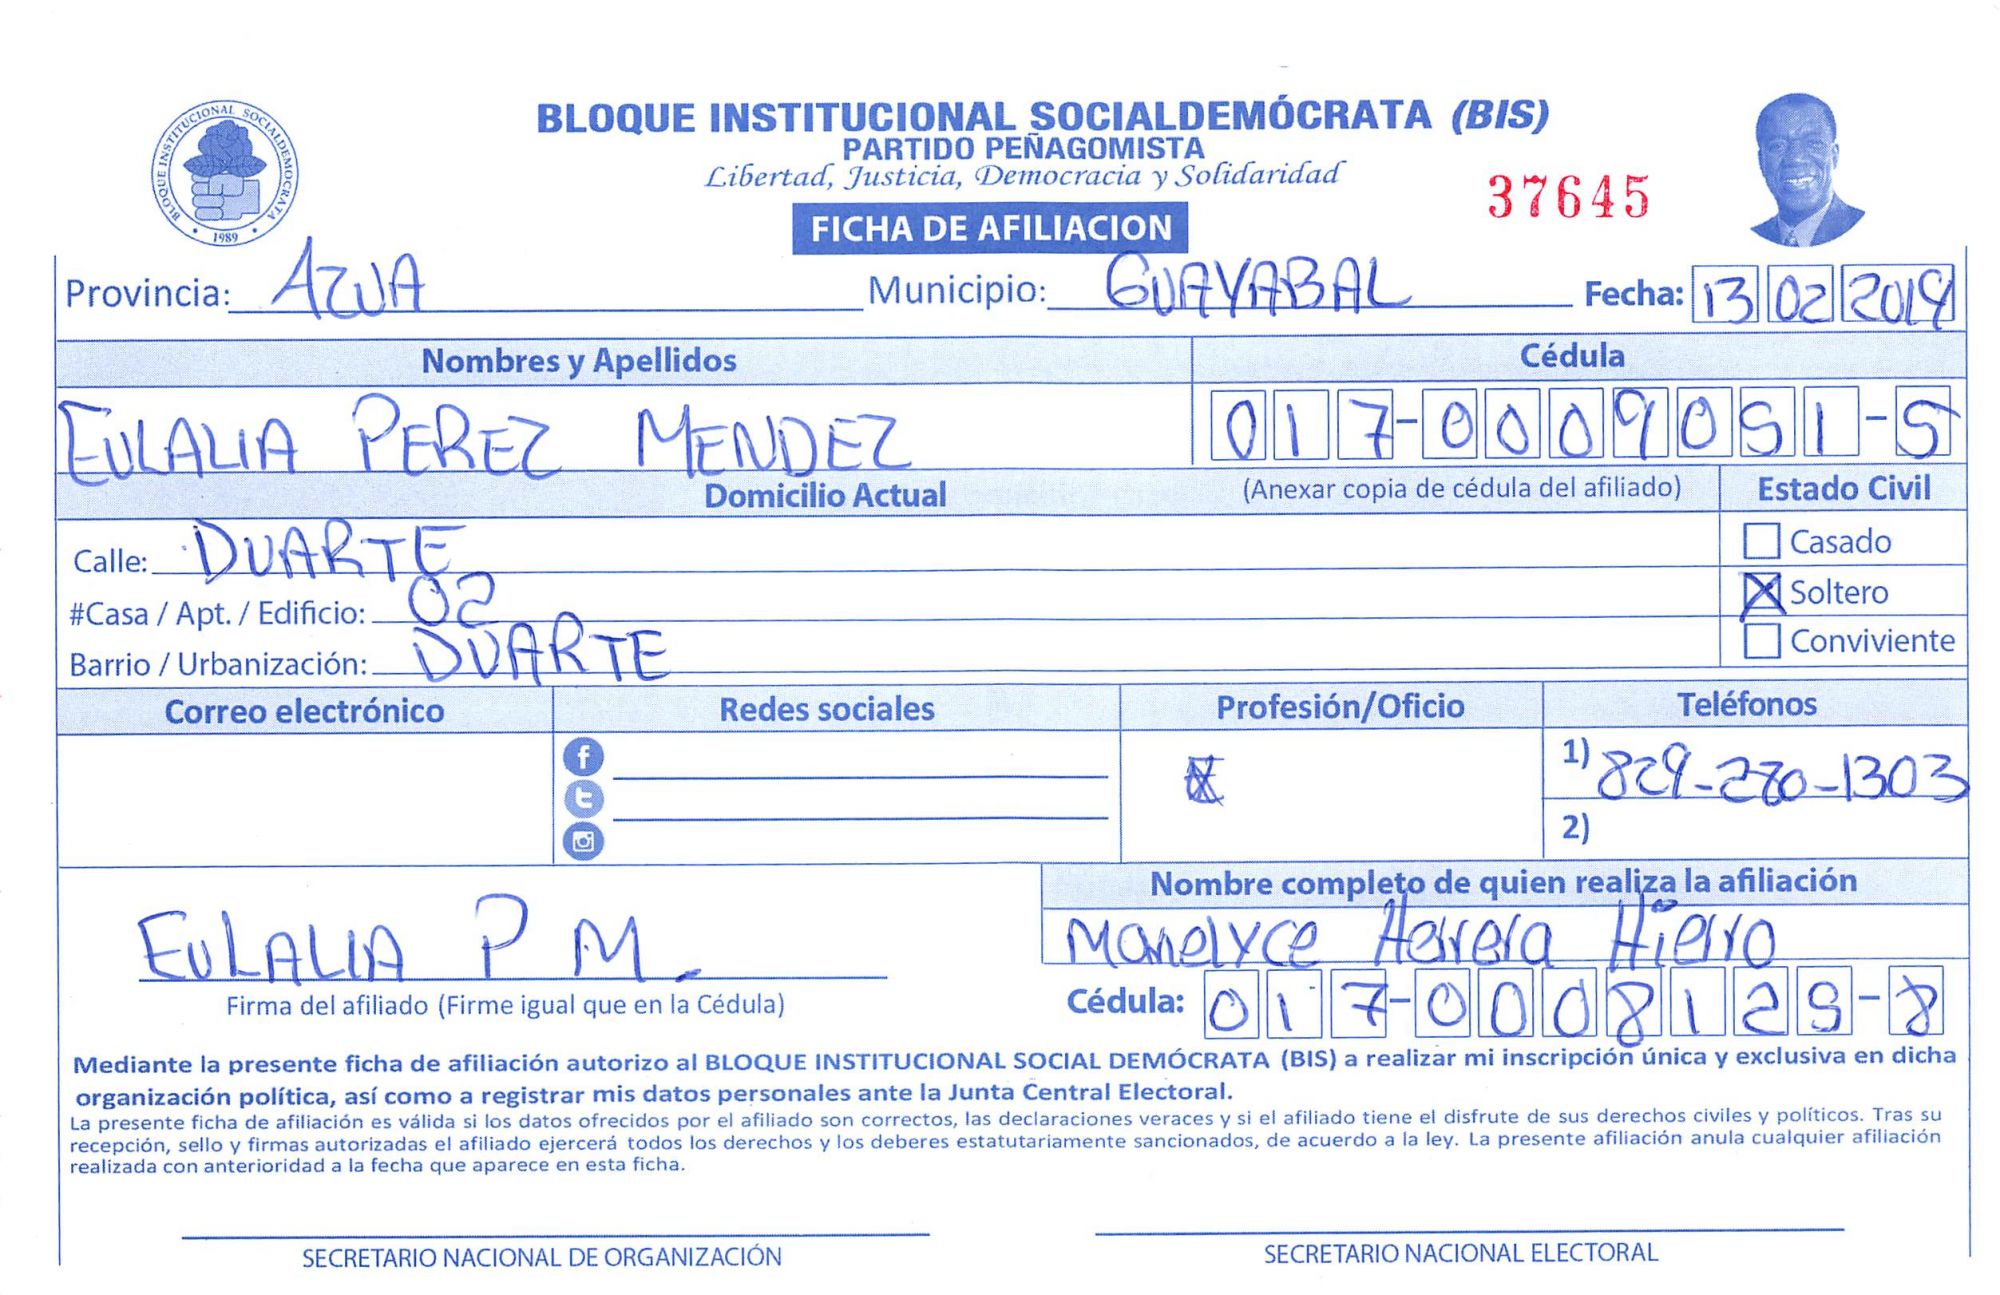 BLOQUE INSTITUCIONAL SOCIALDEMOCRATA
1989
BLOQUE INSTITUCIONAL SOCIALDEMÓCRATA (BIS)
PARTIDO PEÑAGOMISTA
Libertad, Justicia, Democracia y Solidaridad
37645
FICHA DE AFILIACION
Provincia: AZUA Municipio: GUAYABAL Fecha: 13 02 2019
Nombres y Apellidos Cédula
EULALIA PEREZ MENDEZ 017-0009051-5
Domicilio Actual (Anexar copia de cédula del afiliado) Estado Civil
Calle: DUARTE Casado
#Casa / Apt. / Edificio: 02 Soltero
Barrio / Urbanización: DUARTE Conviviente
Correo electrónico Redes sociales Profesión/Oficio Teléfonos
1) 829-280-1303
2)
Nombre completo de quien realiza la afiliación
EULALIA P M. Manelyce Herrera Hierro
Firma del afiliado (Firme igual que en la Cédula) Cédula: 017-0008129-8
Mediante la presente ficha de afiliación autorizo al BLOQUE INSTITUCIONAL SOCIAL DEMÓCRATA (BIS) a realizar mi inscripción única y exclusiva en dicha
organización política, así como a registrar mis datos personales ante la Junta Central Electoral.
La presente ficha de afiliación es válida si los datos ofrecidos por el afiliado son correctos, las declaraciones veraces y si el afiliado tiene el disfrute de sus derechos civiles y políticos. Tras su
recepción, sello y firmas autorizadas el afiliado ejercerá todos los derechos y los deberes estatutariamente sancionados, de acuerdo a la ley. La presente afiliación anula cualquier afiliación
realizada con anterioridad a la fecha que aparece en esta ficha.
SECRETARIO NACIONAL DE ORGANIZACIÓN SECRETARIO NACIONAL ELECTORAL